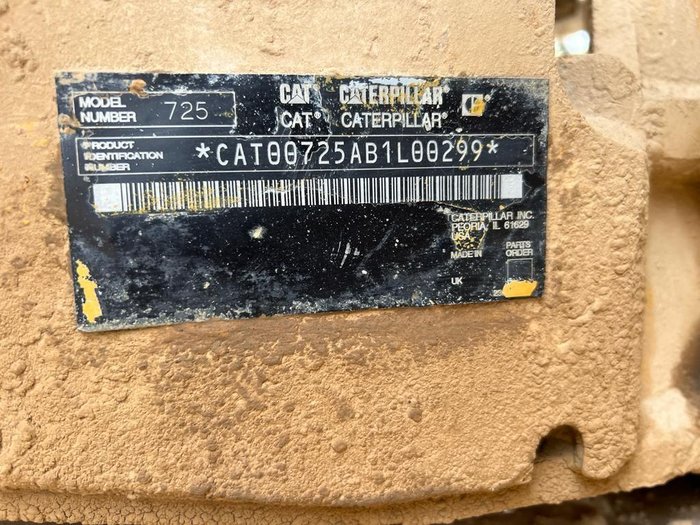 MODEL NUMBER 725
CAT CATERPILLAR
CAT® CATERPILLAR®
PRODUCT
IDENTIFICATION
NUMBER
*CAT00725AB1L00299*
CATERPILLAR INC.
PEORIA, IL 61629
USA
MADE IN
UK
PARTS
ORDER